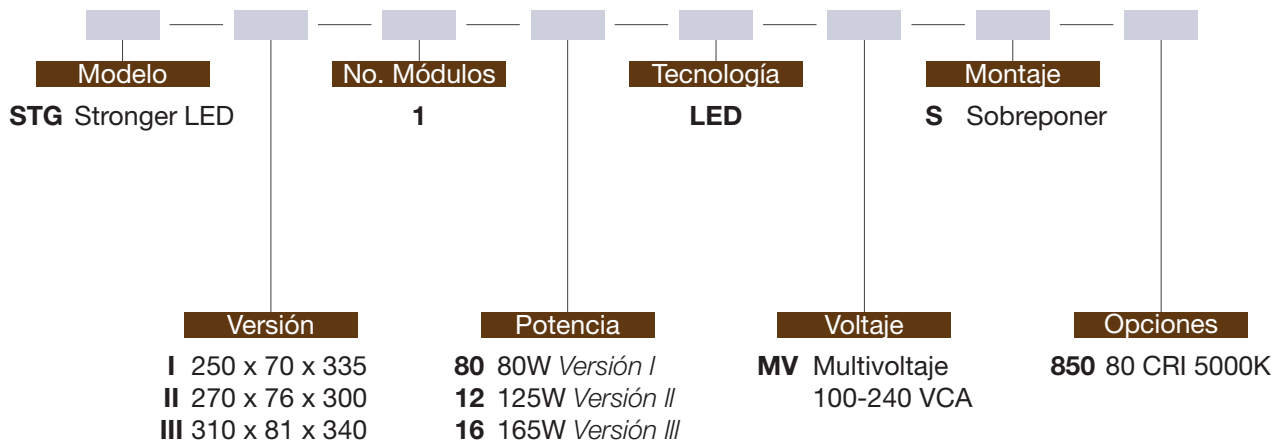 Modelo
No. Módulos
Tecnología
Montaje
STG Stronger LED
1
LED
S Sobreponer
Versión
Potencia
Voltaje
Opciones
I 250 x 70 x 335
II 270 x 76 x 300
III 310 x 81 x 340
80 80W Versión I
12 125W Versión II
16 165W Versión III
MV Multivoltaje
100-240 VCA
850 80 CRI 5000K